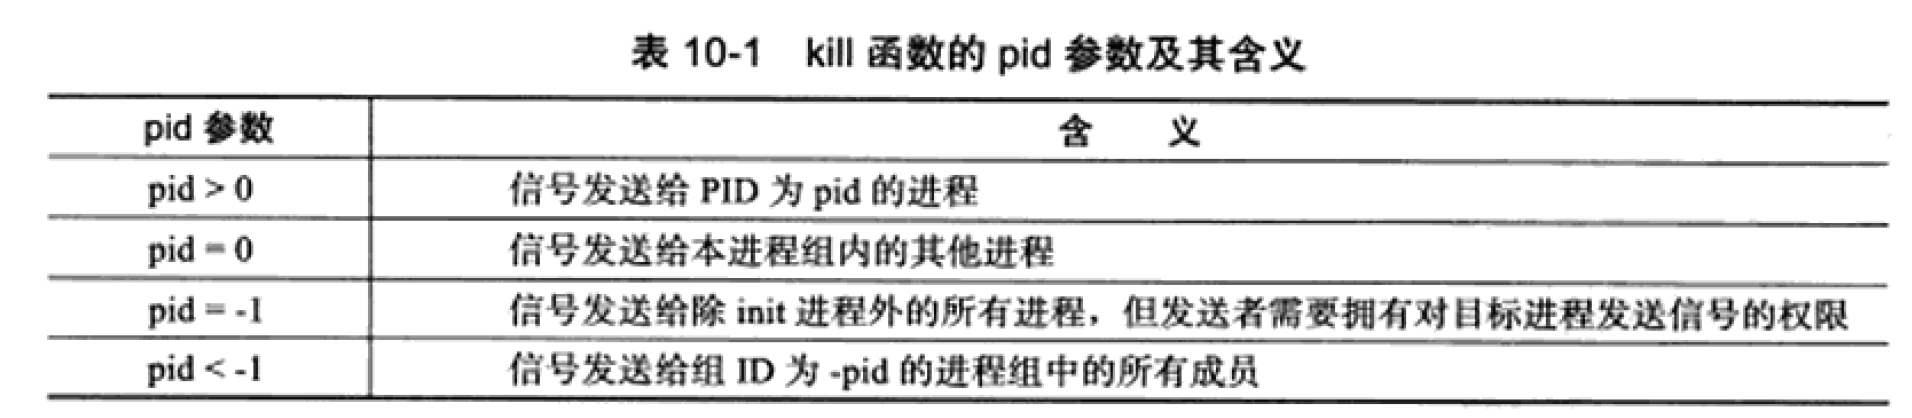 表 10-1 kill 函数的 pid 参数及其含义
pid 参数 含 义
pid > 0 信号发送给 PID 为 pid 的进程
pid = 0 信号发送给本进程组内的其他进程
pid = -1 信号发送给除 init 进程外的所有进程，但发送者需要拥有对目标进程发送信号的权限
pid < -1 信号发送给组 ID 为 -pid 的进程组中的所有成员